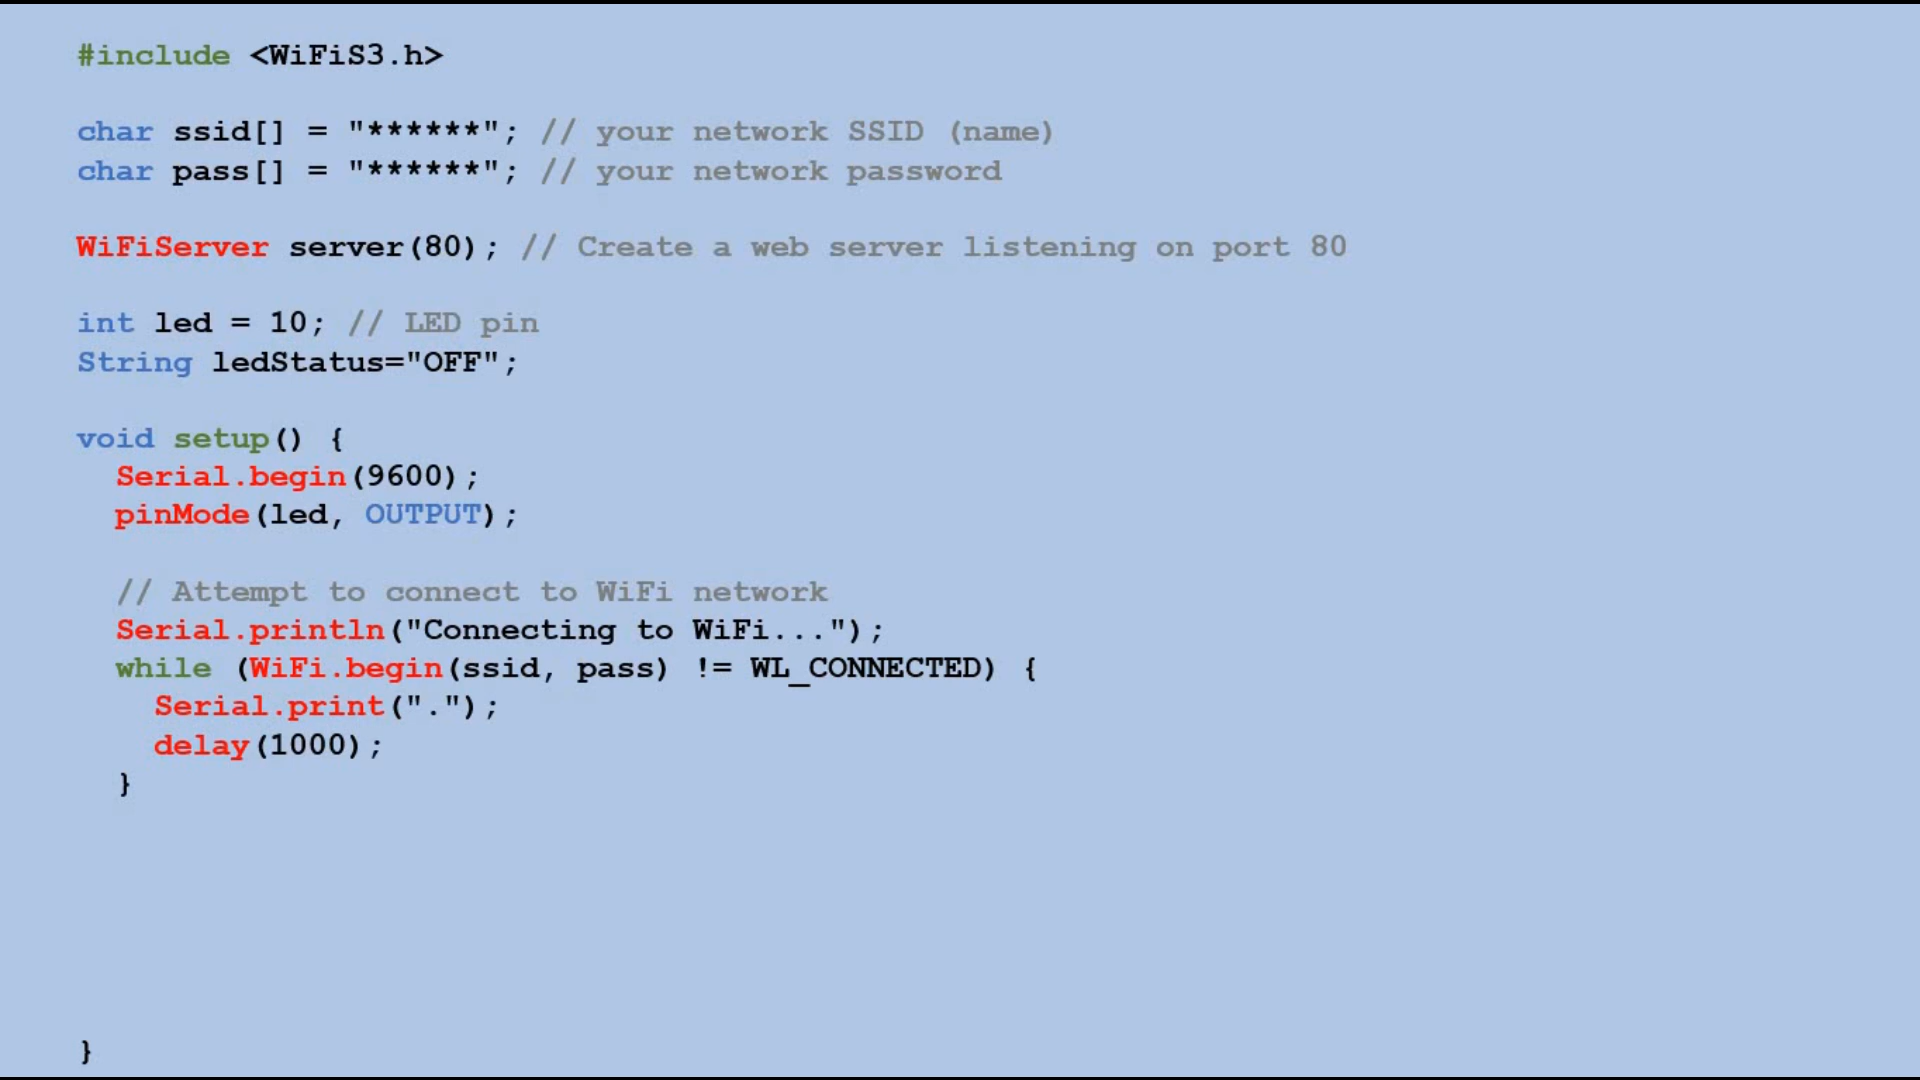 #include <WiFiS3.h>
char ssid[] = "******"; // your network SSID (name)
char pass[] = "******"; // your network password
WiFiServer server(80); // Create a web server listening on port 80
int led = 10; // LED pin
String ledStatus="OFF";
void setup() {
Serial.begin(9600);
pinMode(led, OUTPUT);
// Attempt to connect to WiFi network
Serial.println("Connecting to WiFi...");
while (WiFi.begin(ssid, pass) != WL_CONNECTED) {
Serial.print(".");
delay(1000);
}
}